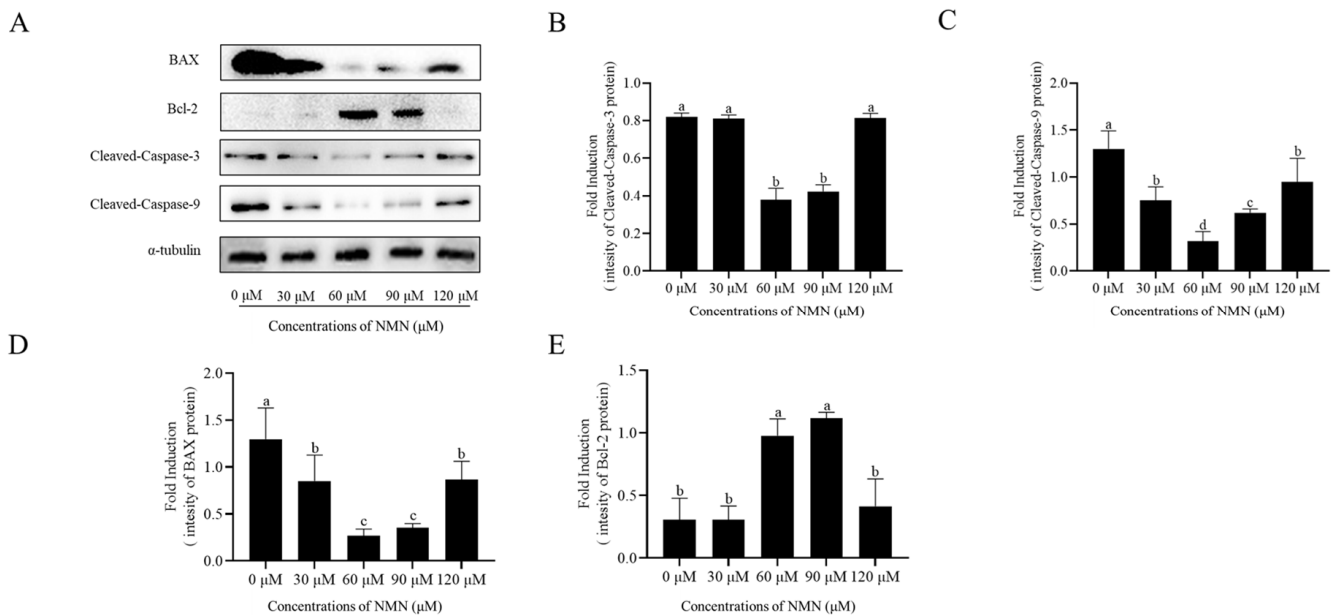 A
BAX
Bcl-2
Cleaved-Caspase-3
Cleaved-Caspase-9
α-tubulin
0 μM 30 μM 60 μM 90 μM 120 μM
Concentrations of NMN (μM)
B
Fold Induction
( intesity of Cleaved-Caspase-3 protein)
1.0
0.8
0.6
0.4
0.2
0.0
a a b b a
0 μM 30 μM 60 μM 90 μM 120 μM
Concentrations of NMN (μM)
C
Fold Induction
( intesity of Cleaved-Caspase-9 protein)
2.0
1.5
1.0
0.5
0.0
a b d c b
0 μM 30 μM 60 μM 90 μM 120 μM
Concentrations of NMN (μM)
D
Fold Induction
( intesity of BAX protein)
2.0
1.5
1.0
0.5
0.0
a b c c b
0 μM 30 μM 60 μM 90 μM 120 μM
Concentrations of NMN (μM)
E
Fold Induction
( intesity of Bcl-2 protein)
1.5
1.0
0.5
0.0
b b a a b
0 μM 30 μM 60 μM 90 μM 120 μM
Concentrations of NMN (μM)